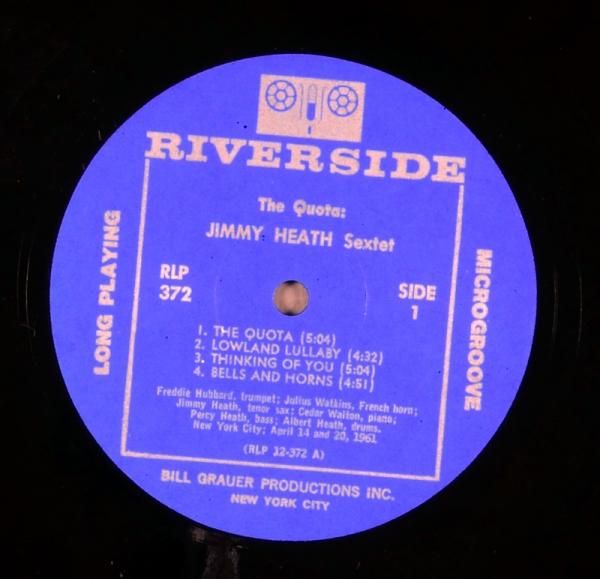 RIVERSIDE
The Quota:
JIMMY HEATH Sextet
RLP
372
SIDE
1
LONG PLAYING
MICROGROOVE
1. THE QUOTA (5:04)
2. LOWLAND LULLABY (4:32)
3. THINKING OF YOU (5:04)
4. BELLS AND HORNS (4:51)
Freddie Hubbard, trumpet; Julius Watkins, French horn;
Jimmy Heath, tenor sax; Cedar Walton, piano;
Percy Heath, bass; Albert Heath, drums.
New York City; April 14 and 20, 1961
(RLP 12-372 A)
BILL GRAUER PRODUCTIONS INC.
NEW YORK CITY